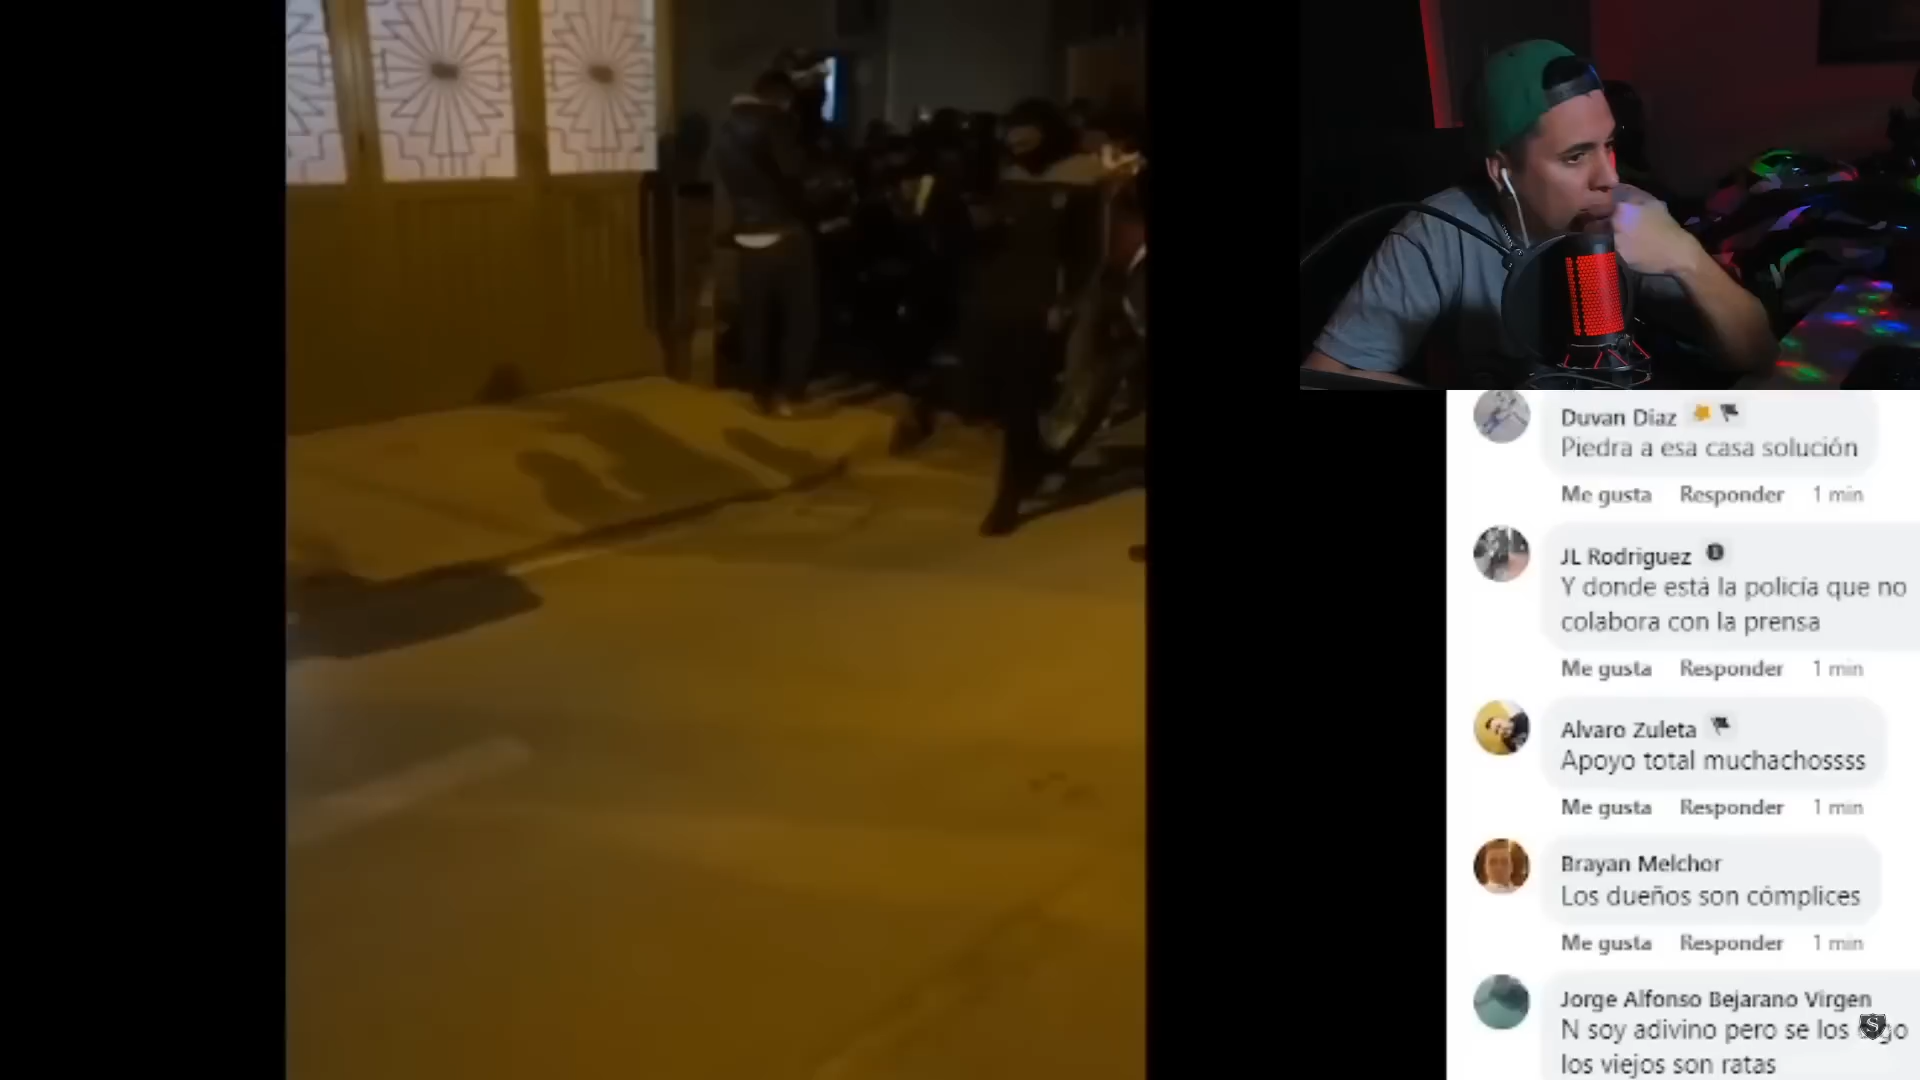 Duvan Diaz
Piedra a esa casa solución
Me gusta Responder 1 min
JL Rodriguez
Y donde está la policía que no
colabora con la prensa
Me gusta Responder 1 min
Alvaro Zuleta
Apoyo total muchachossss
Me gusta Responder 1 min
Brayan Melchor
Los dueños son cómplices
Me gusta Responder 1 min
Jorge Alfonso Bejarano Virgen
N soy adivino pero se los
los viejos son ratas